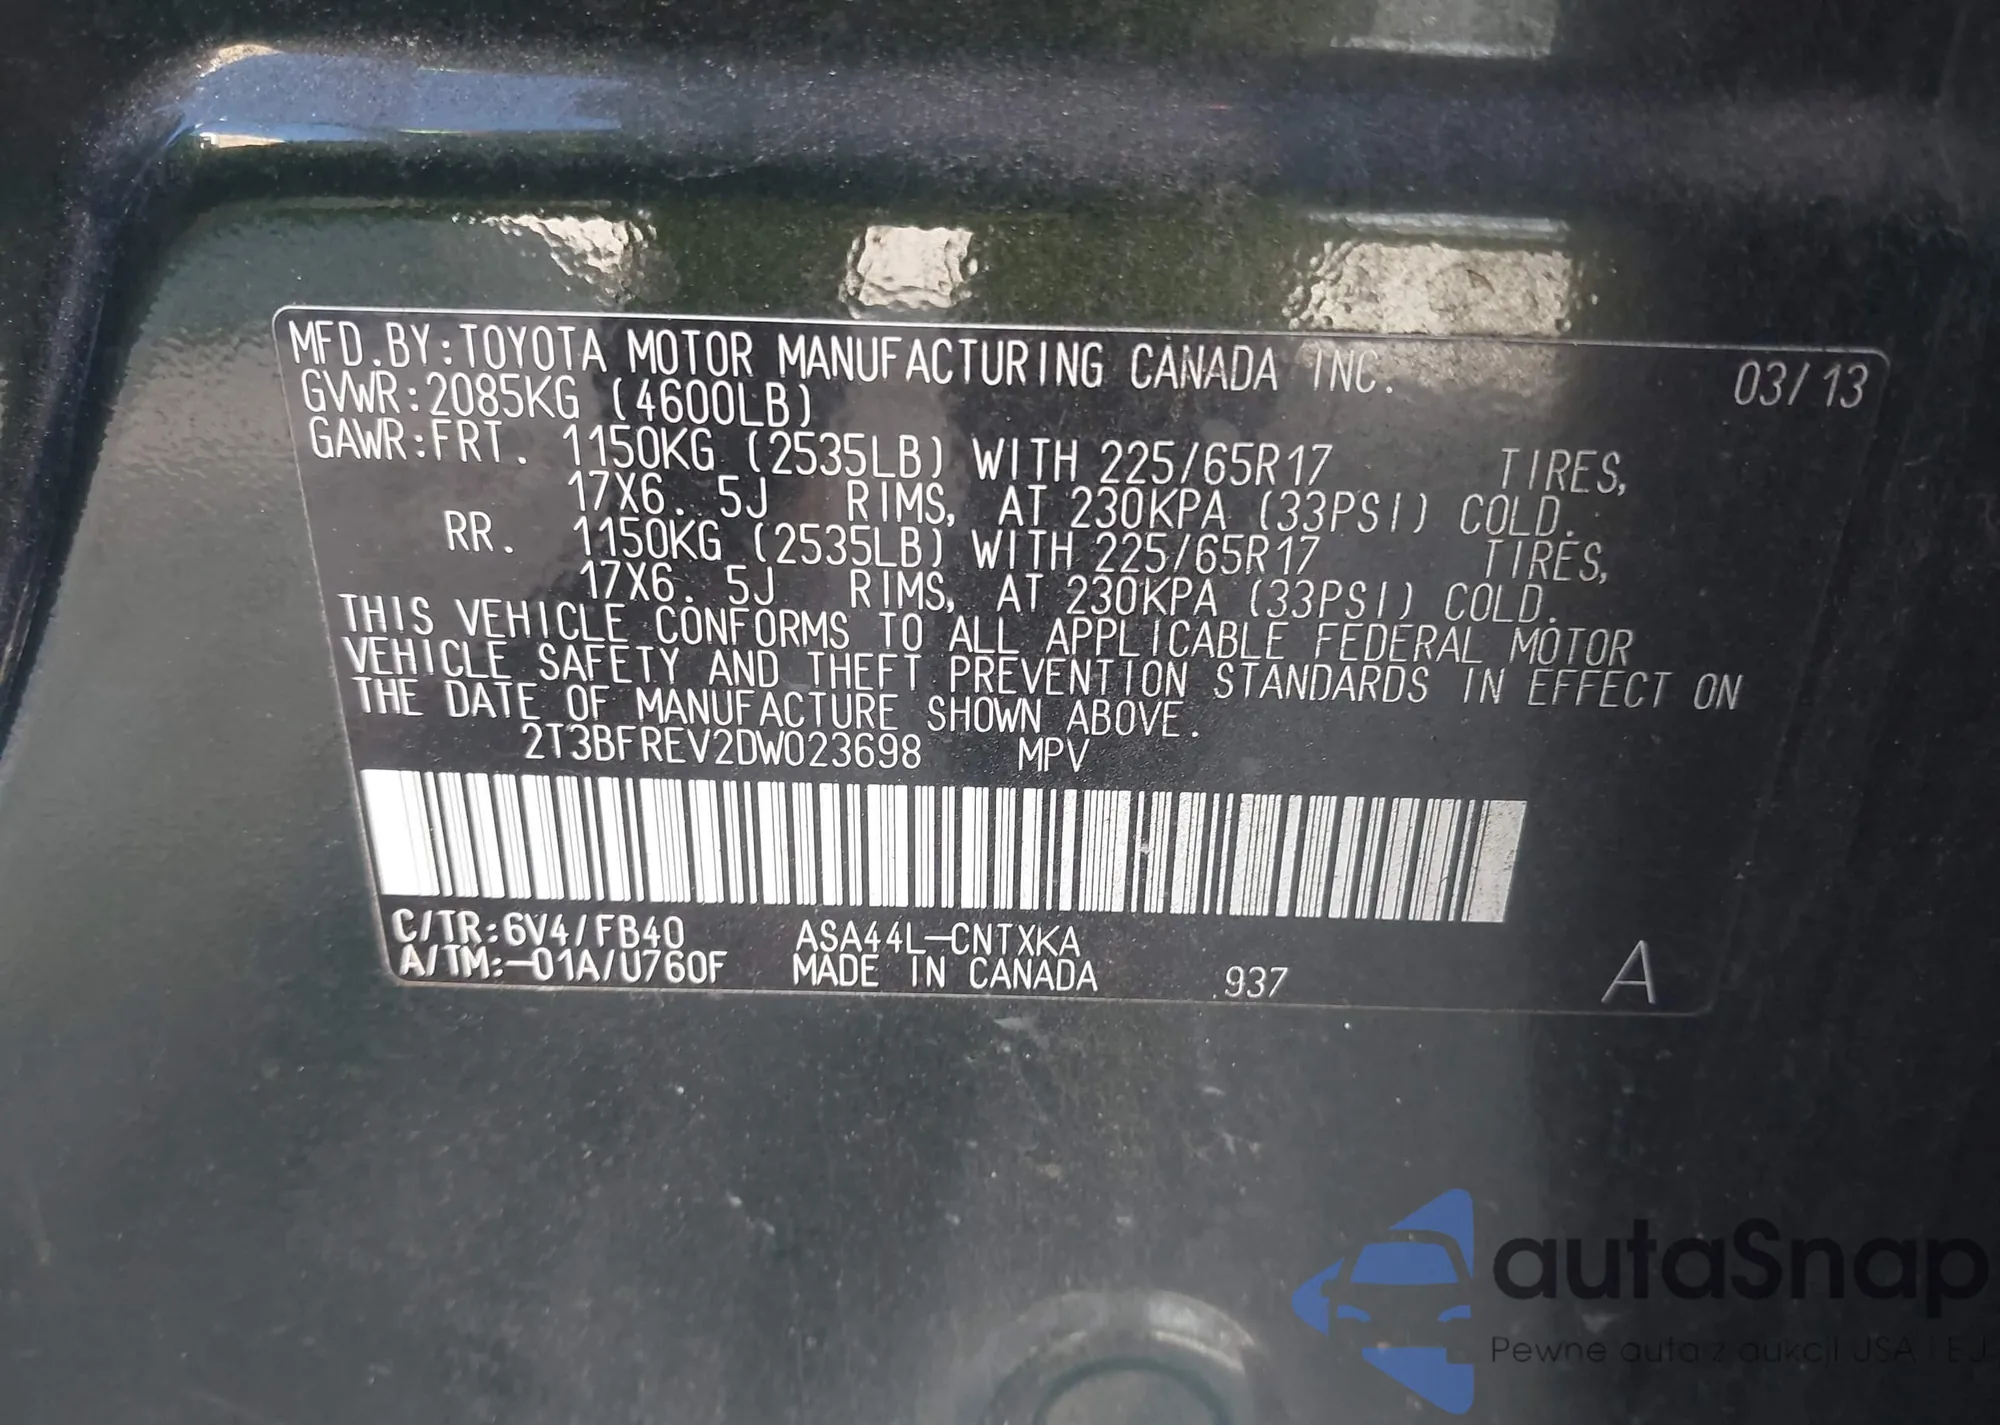 MFD.BY:TOYOTA MOTOR MANUFACTURING CANADA INC. 03/13
GVWR:2085KG (4600LB)
GAWR:FRT. 1150KG (2535LB) WITH 225/65R17 TIRES,
17X6. 5J RIMS, AT 230KPA (33PSI) COLD.
RR. 1150KG (2535LB) WITH 225/65R17 TIRES,
17X6. 5J RIMS, AT 230KPA (33PSI) COLD.
THIS VEHICLE CONFORMS TO ALL APPLICABLE FEDERAL MOTOR
VEHICLE SAFETY AND THEFT PREVENTION STANDARDS IN EFFECT ON
THE DATE OF MANUFACTURE SHOWN ABOVE.
2T3BFREV2DW023698 MPV
C/TR:6V4/FB40 ASA44L-CNTXKA
A/TM:-01A/U760F MADE IN CANADA .937 A
autaSnap
Pewne auta z aukcji USA i EJ